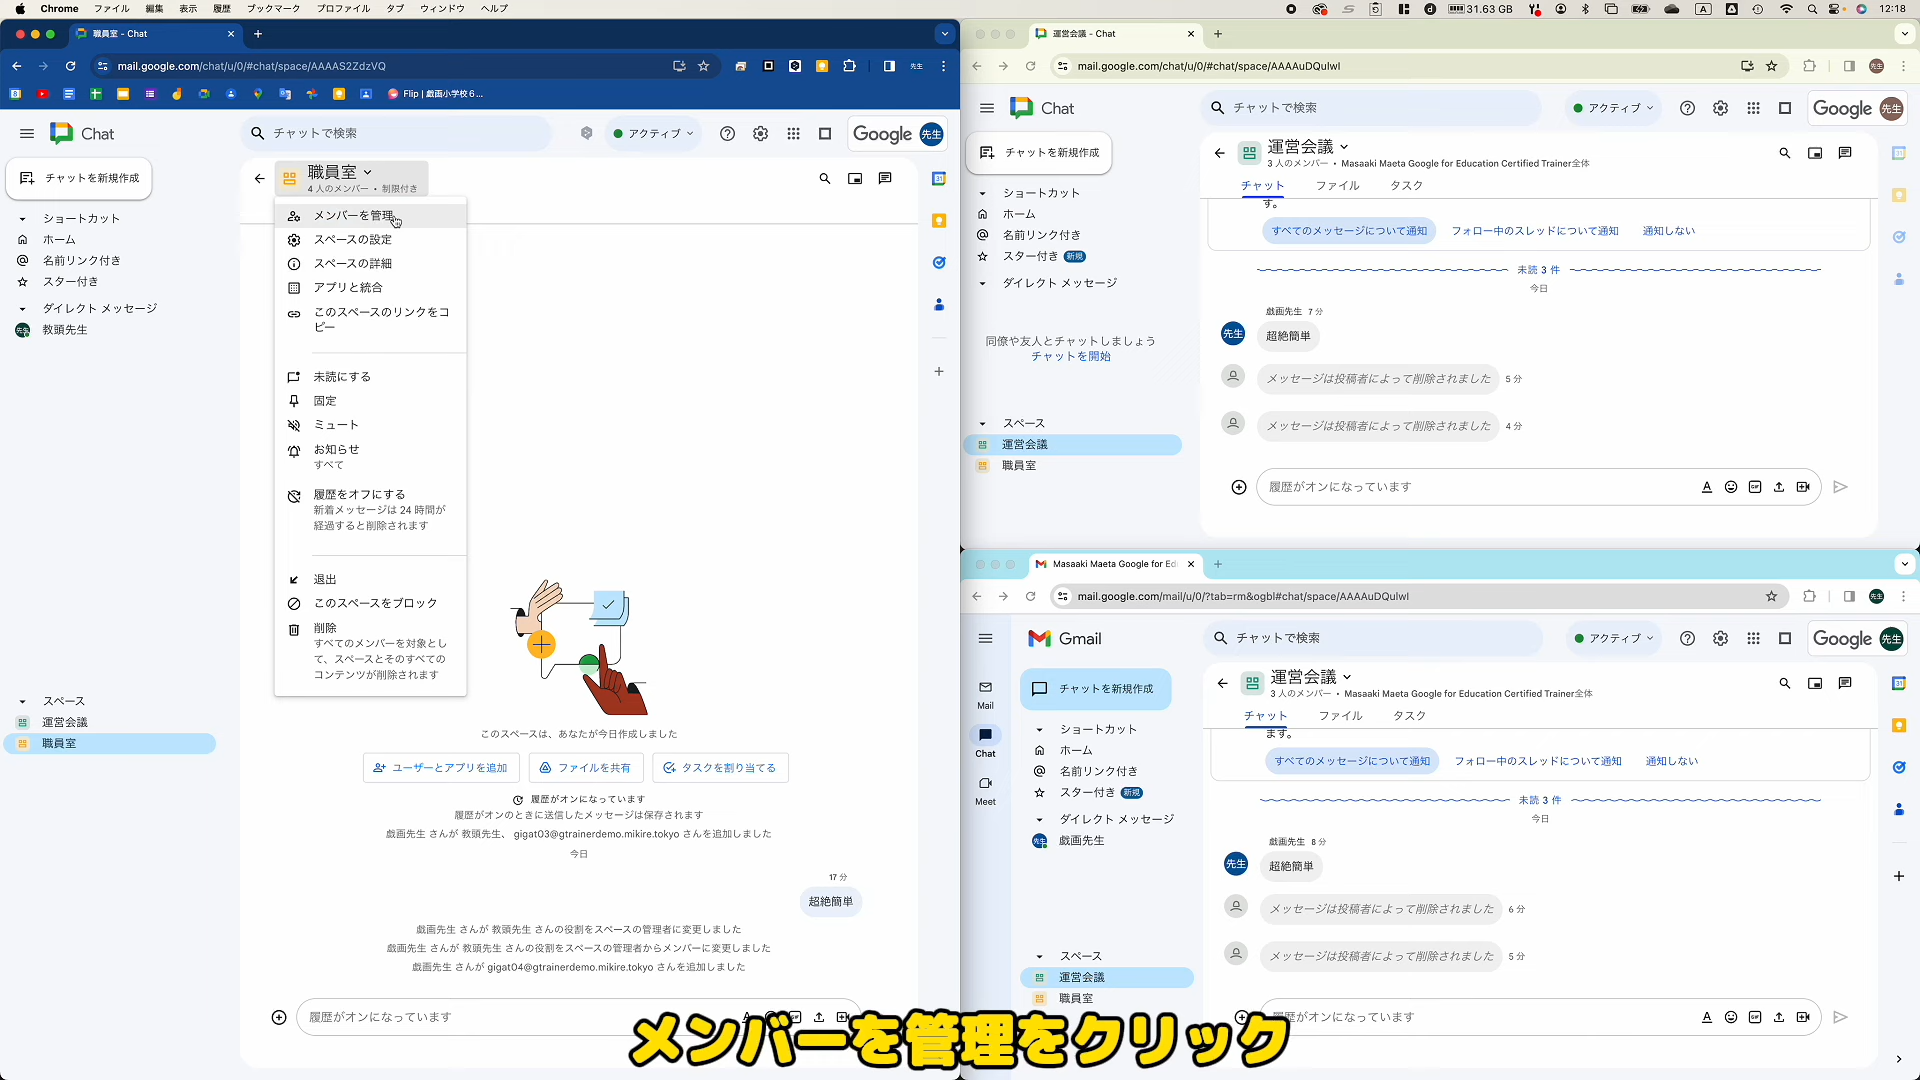 Chrome ファイル 編集 表示 履歴 ブックマーク プロファイル タブ ウィンドウ ヘルプ
31.63 GB
12:18
職員室 - Chat
mail.google.com/chat/u/0/#chat/space/AAAAS2ZdzVQ
Flip | 戯画小学校６...
Chat
チャットで検索
アクティブ
Google
先生
チャットを新規作成
ショートカット
ホーム
名前リンク付き
スター付き
ダイレクト メッセージ
教頭先生
スペース
運営会議
職員室
職員室
4 人のメンバー • 制限付き
メンバーを管理
スペースの設定
スペースの詳細
アプリと統合
このスペースのリンクをコ
ピー
未読にする
固定
ミュート
お知らせ
すべて
履歴をオフにする
新着メッセージは 24 時間が
経過すると削除されます
退出
このスペースをブロック
削除
すべてのメンバーを対象とし
て、スペースとそのすべての
コンテンツが削除されます
このスペースは、あなたが今日作成しました
ユーザーとアプリを追加
ファイルを共有
タスクを割り当てる
履歴がオンになっています
履歴がオンのときに送信したメッセージは保存されます
戯画先生 さんが 教頭先生、 gigat03@gtrainerdemo.mikire.tokyo さんを追加しました
今日
17 分
超絶簡単
戯画先生 さんが 教頭先生 さんの役割をスペースの管理者に変更しました
戯画先生 さんが 教頭先生 さんの役割をスペースの管理者からメンバーに変更しました
戯画先生 さんが gigat04@gtrainerdemo.mikire.tokyo さんを追加しました
履歴がオンになっています
運営会議 - Chat
mail.google.com/chat/u/0/#chat/space/AAAAuDQulwI
Chat
チャットで検索
アクティブ
Google
先生
チャットを新規作成
ショートカット
ホーム
名前リンク付き
スター付き 新規
ダイレクト メッセージ
同僚や友人とチャットしましょう
チャットを開始
スペース
運営会議
職員室
運営会議
3 人のメンバー • Masaaki Maeta Google for Education Certified Trainer全体
チャット ファイル タスク
す。
すべてのメッセージについて通知 フォロー中のスレッドについて通知 通知しない
未読 3 件
今日
戯画先生 7 分
先生
超絶簡単
メッセージは投稿者によって削除されました 5 分
メッセージは投稿者によって削除されました 4 分
履歴がオンになっています
Masaaki Maeta Google for Ed
mail.google.com/mail/u/0/?tab=rm&ogbl#chat/space/AAAAuDQulwI
Gmail
チャットで検索
アクティブ
Google
先生
Mail
Chat
Meet
チャットを新規作成
ショートカット
ホーム
名前リンク付き
スター付き 新規
ダイレクト メッセージ
戯画先生
スペース
運営会議
職員室
運営会議
3 人のメンバー • Masaaki Maeta Google for Education Certified Trainer全体
チャット ファイル タスク
ます。
すべてのメッセージについて通知 フォロー中のスレッドについて通知 通知しない
未読 3 件
今日
戯画先生 8 分
先生
超絶簡単
メッセージは投稿者によって削除されました 6 分
メッセージは投稿者によって削除されました 5 分
履歴がオンになっています
メンバーを管理をクリック